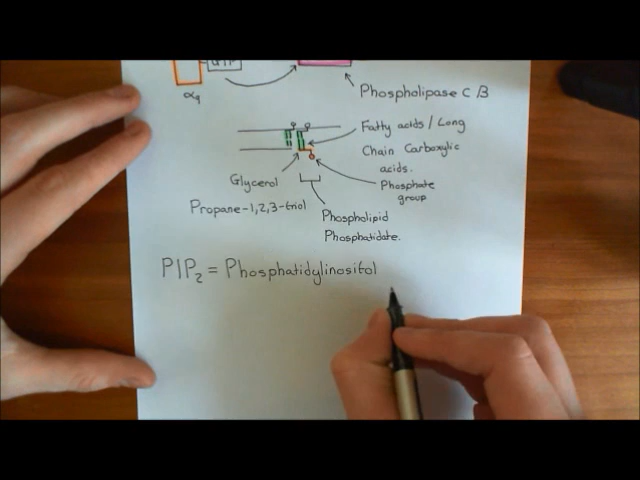 GTP
αq
Phospholipase C β
Fatty acids / Long
Chain Carboxylic
acids.
Glycerol
Phosphate
group
Propane-1,2,3-triol
Phospholipid
Phosphatidate.
PIP₂ = Phosphatidylinositol